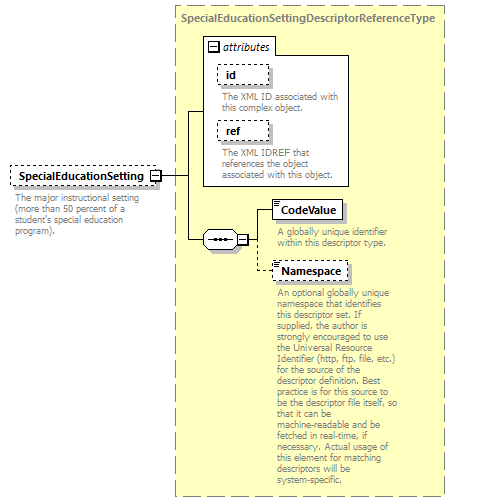 SpecialEducationSettingDescriptorReferenceType
attributes
id
The XML ID associated with
this complex object.
ref
The XML IDREF that
references the object
associated with this object.
SpecialEducationSetting
The major instructional setting
(more than 50 percent of a
student's special education
program).
CodeValue
A globally unique identifier
within this descriptor type.
Namespace
An optional globally unique
namespace that identifies
this descriptor set. If
supplied, the author is
strongly encouraged to use
the Universal Resource
Identifier (http, ftp, file, etc.)
for the source of the
descriptor definition. Best
practice is for this source to
be the descriptor file itself, so
that it can be
machine-readable and be
fetched in real-time, if
necessary. Actual usage of
this element for matching
descriptors will be
system-specific.